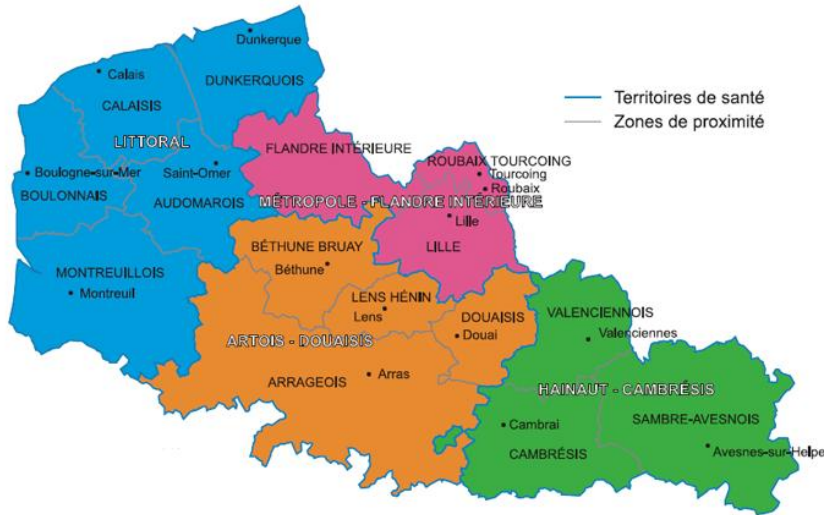 Dunkerque
Calais
DUNKERQUOIS
Territoires de santé
CALAISIS
Zones de proximité
LITTORAL
FLANDRE INTÉRIEURE
ROUBAIX TOURCOING
Tourcoing
Boulogne-sur-Mer
Saint-Omer
Roubaix
BOULONNAIS
AUDOMAROIS
MÉTROPOLE - FLANDRE INTÉRIEURE
Lille
BÉTHUNE BRUAY
LILLE
Béthune
MONTREUILLOIS
Montreuil
LENS HÉNIN
Lens
DOUAISIS
VALENCIENNOIS
Douai
Valenciennes
ARTOIS - DOUAISIS
Arras
ARRAGEOIS
HAINAUT - CAMBRÉSIS
Cambrai
SAMBRE-AVESNOIS
CAMBRÉSIS
Avesnes-sur-Helpe